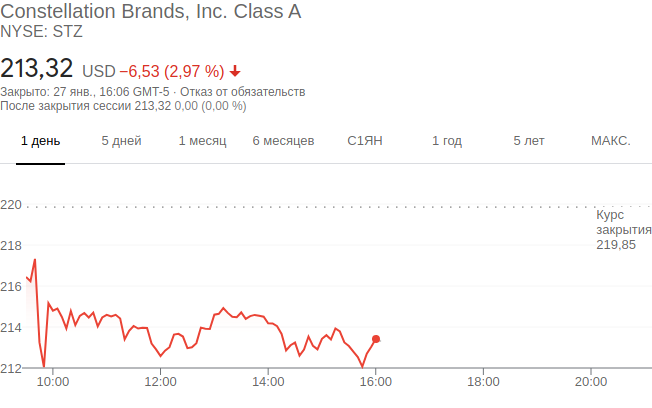 Constellation Brands, Inc. Class A
NYSE: STZ
213,32 USD −6,53 (2,97 %)
Закрыто: 27 янв., 16:06 GMT-5 · Отказ от обязательств
После закрытия сессии 213,32 0,00 (0,00 %)
1 день 5 дней 1 месяц 6 месяцев С1ЯН 1 год 5 лет МАКС.
220
Курс
закрытия
219,85
218
216
214
212
10:00 12:00 14:00 16:00 18:00 20:00